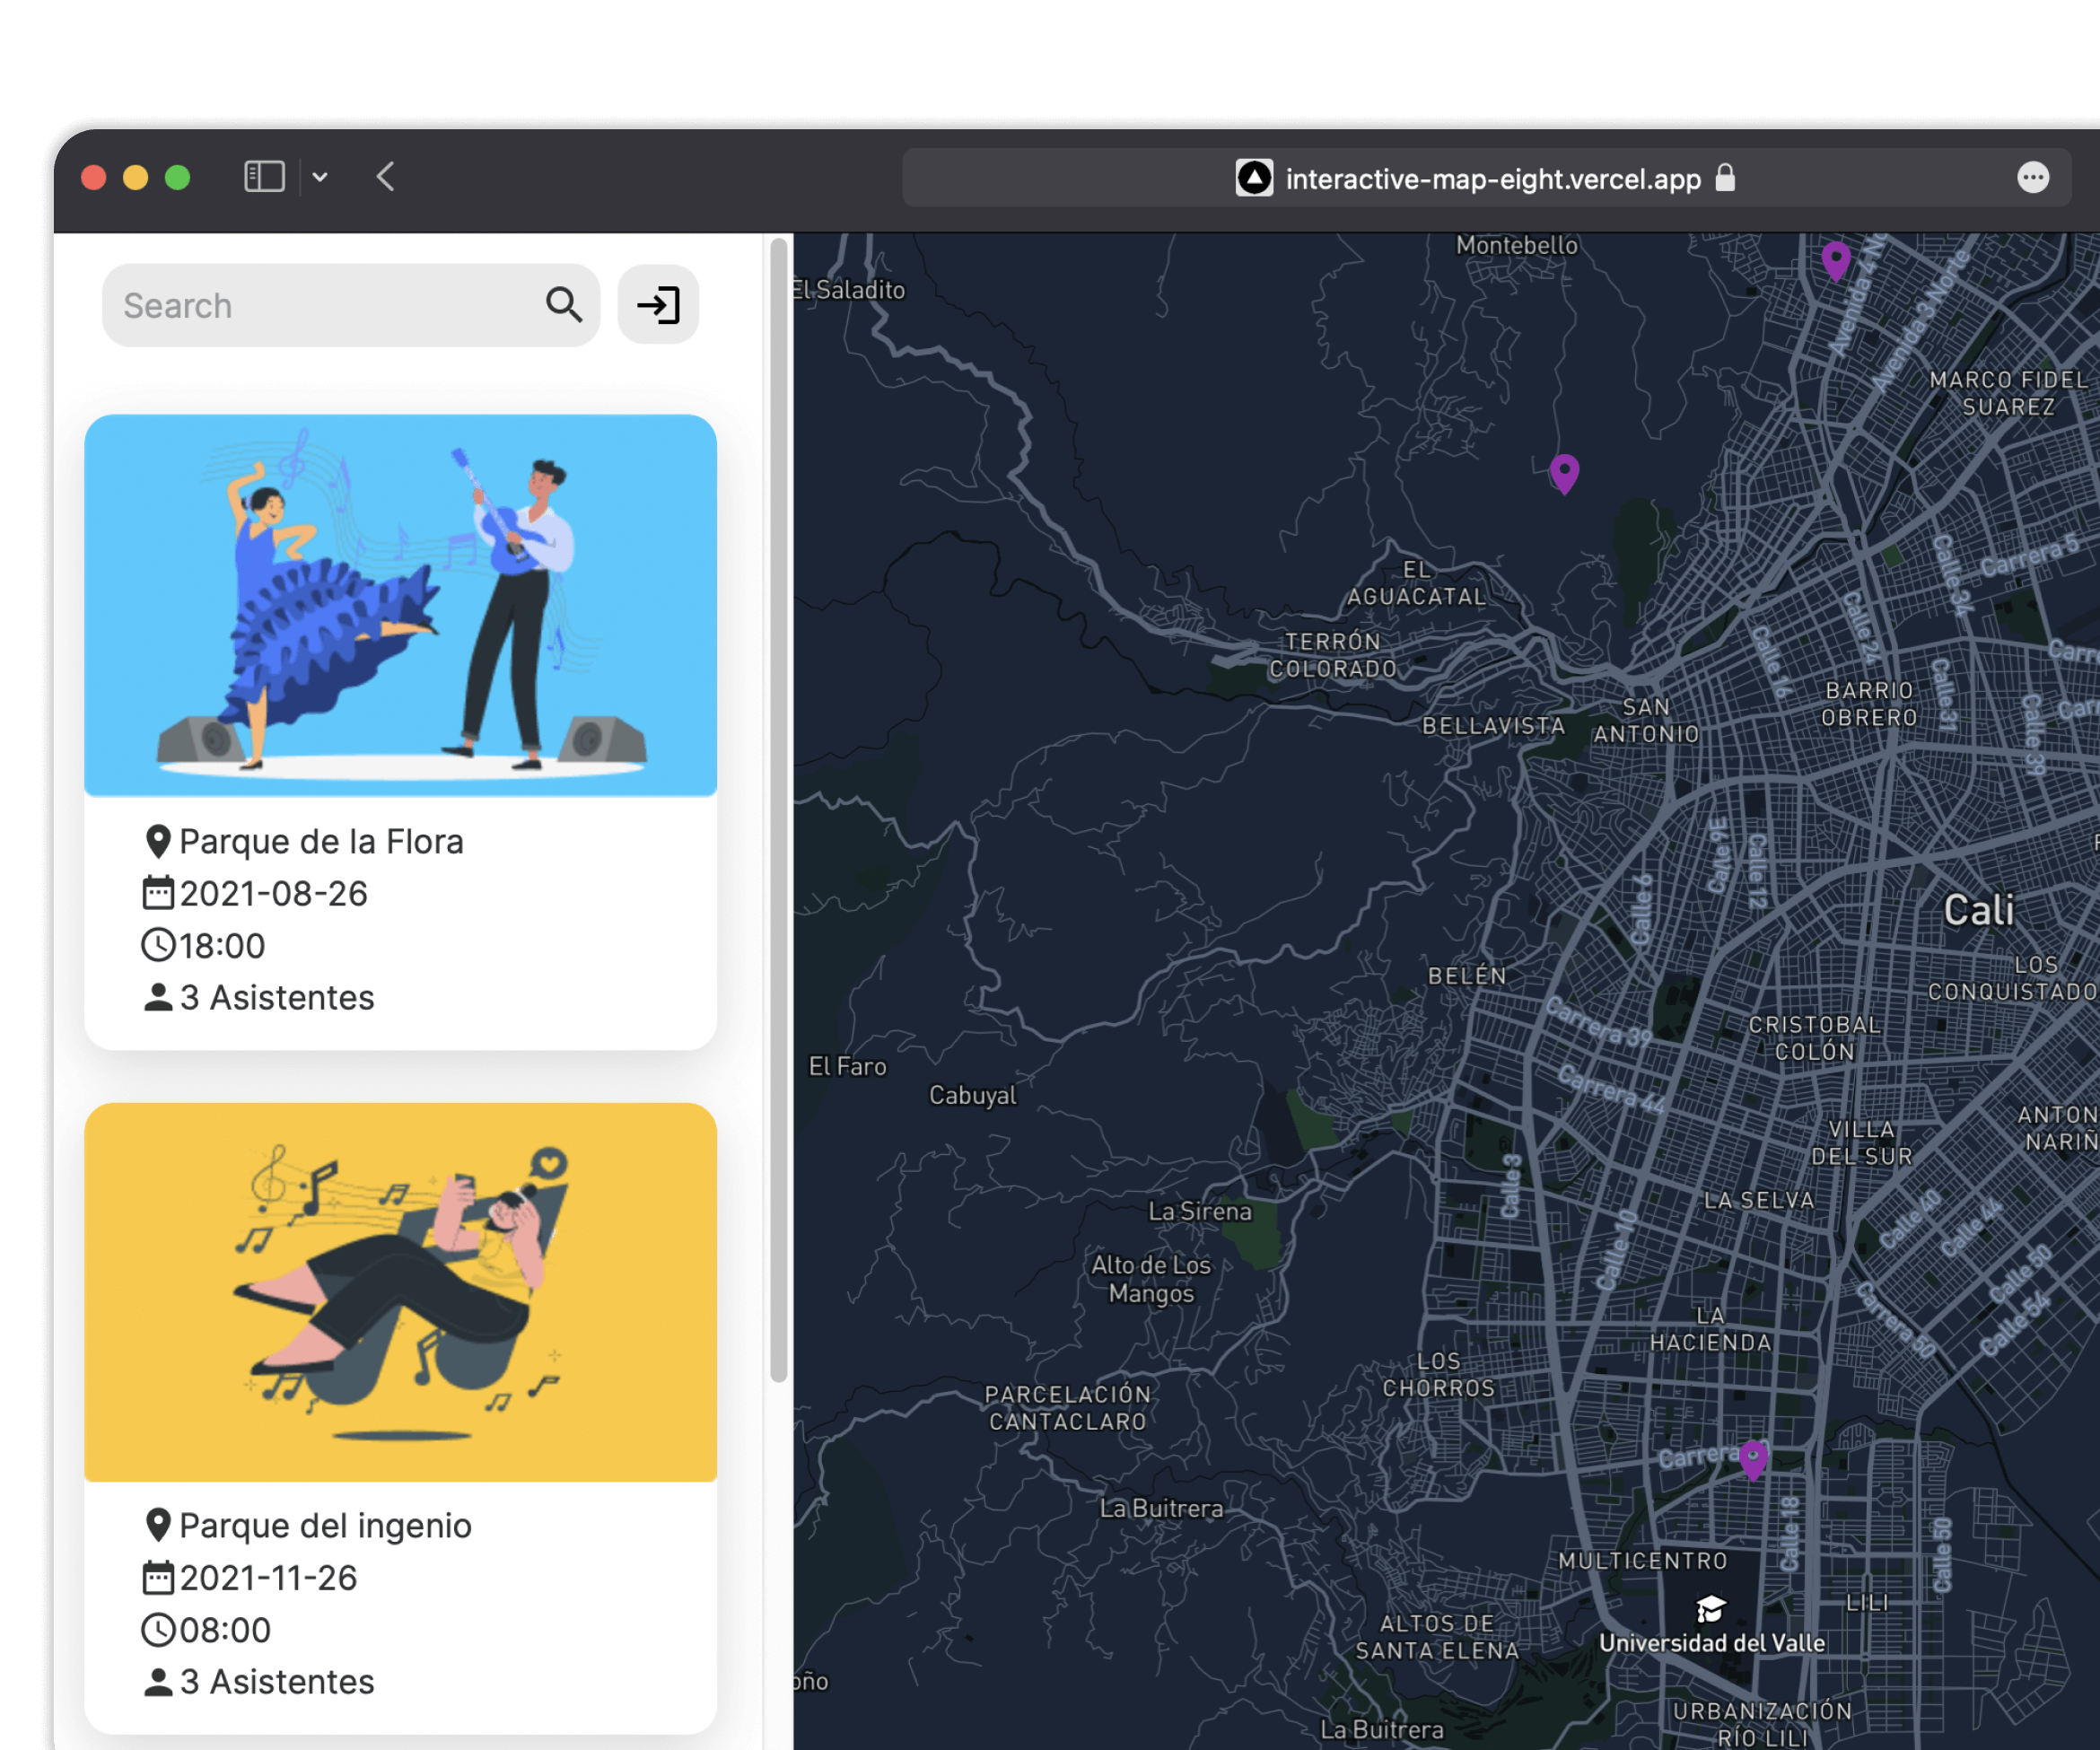 interactive-map-eight.vercel.app
Search
Parque de la Flora
2021-08-26
18:00
3 Asistentes
Parque del ingenio
2021-11-26
08:00
3 Asistentes
Montebello
El Saladito
Avenida 3 Norte
MARCO FIDEL
SUAREZ
EL
AGUACATAL
TERRÓN
COLORADO
BELLAVISTA
SAN
ANTONIO
BARRIO
OBRERO
Carrera 5
Calle 34
Calle 24
Calle 16
Calle 31
Calle 39
Calle 9E
Calle 12
Calle 6
Cali
LOS
CONQUISTADO
BELÉN
CRISTOBAL
COLÓN
Carrera 39
Carrera 44
El Faro
Cabuyal
ANTON
NARIÑ
VILLA
DEL SUR
Calle 3
LA SELVA
La Sirena
Calle 40
Calle 44
Calle 10
Alto de Los
Mangos
Calle 50
Calle 54
Carrera 50
LA
HACIENDA
LOS
CHORROS
PARCELACIÓN
CANTACLARO
Carrera
La Buitrera
Calle 18
Calle 50
MULTICENTRO
LILI
ALTOS DE
SANTA ELENA
Universidad del Valle
oño
URBANIZACIÓN
RÍO LILI
La Buitrera